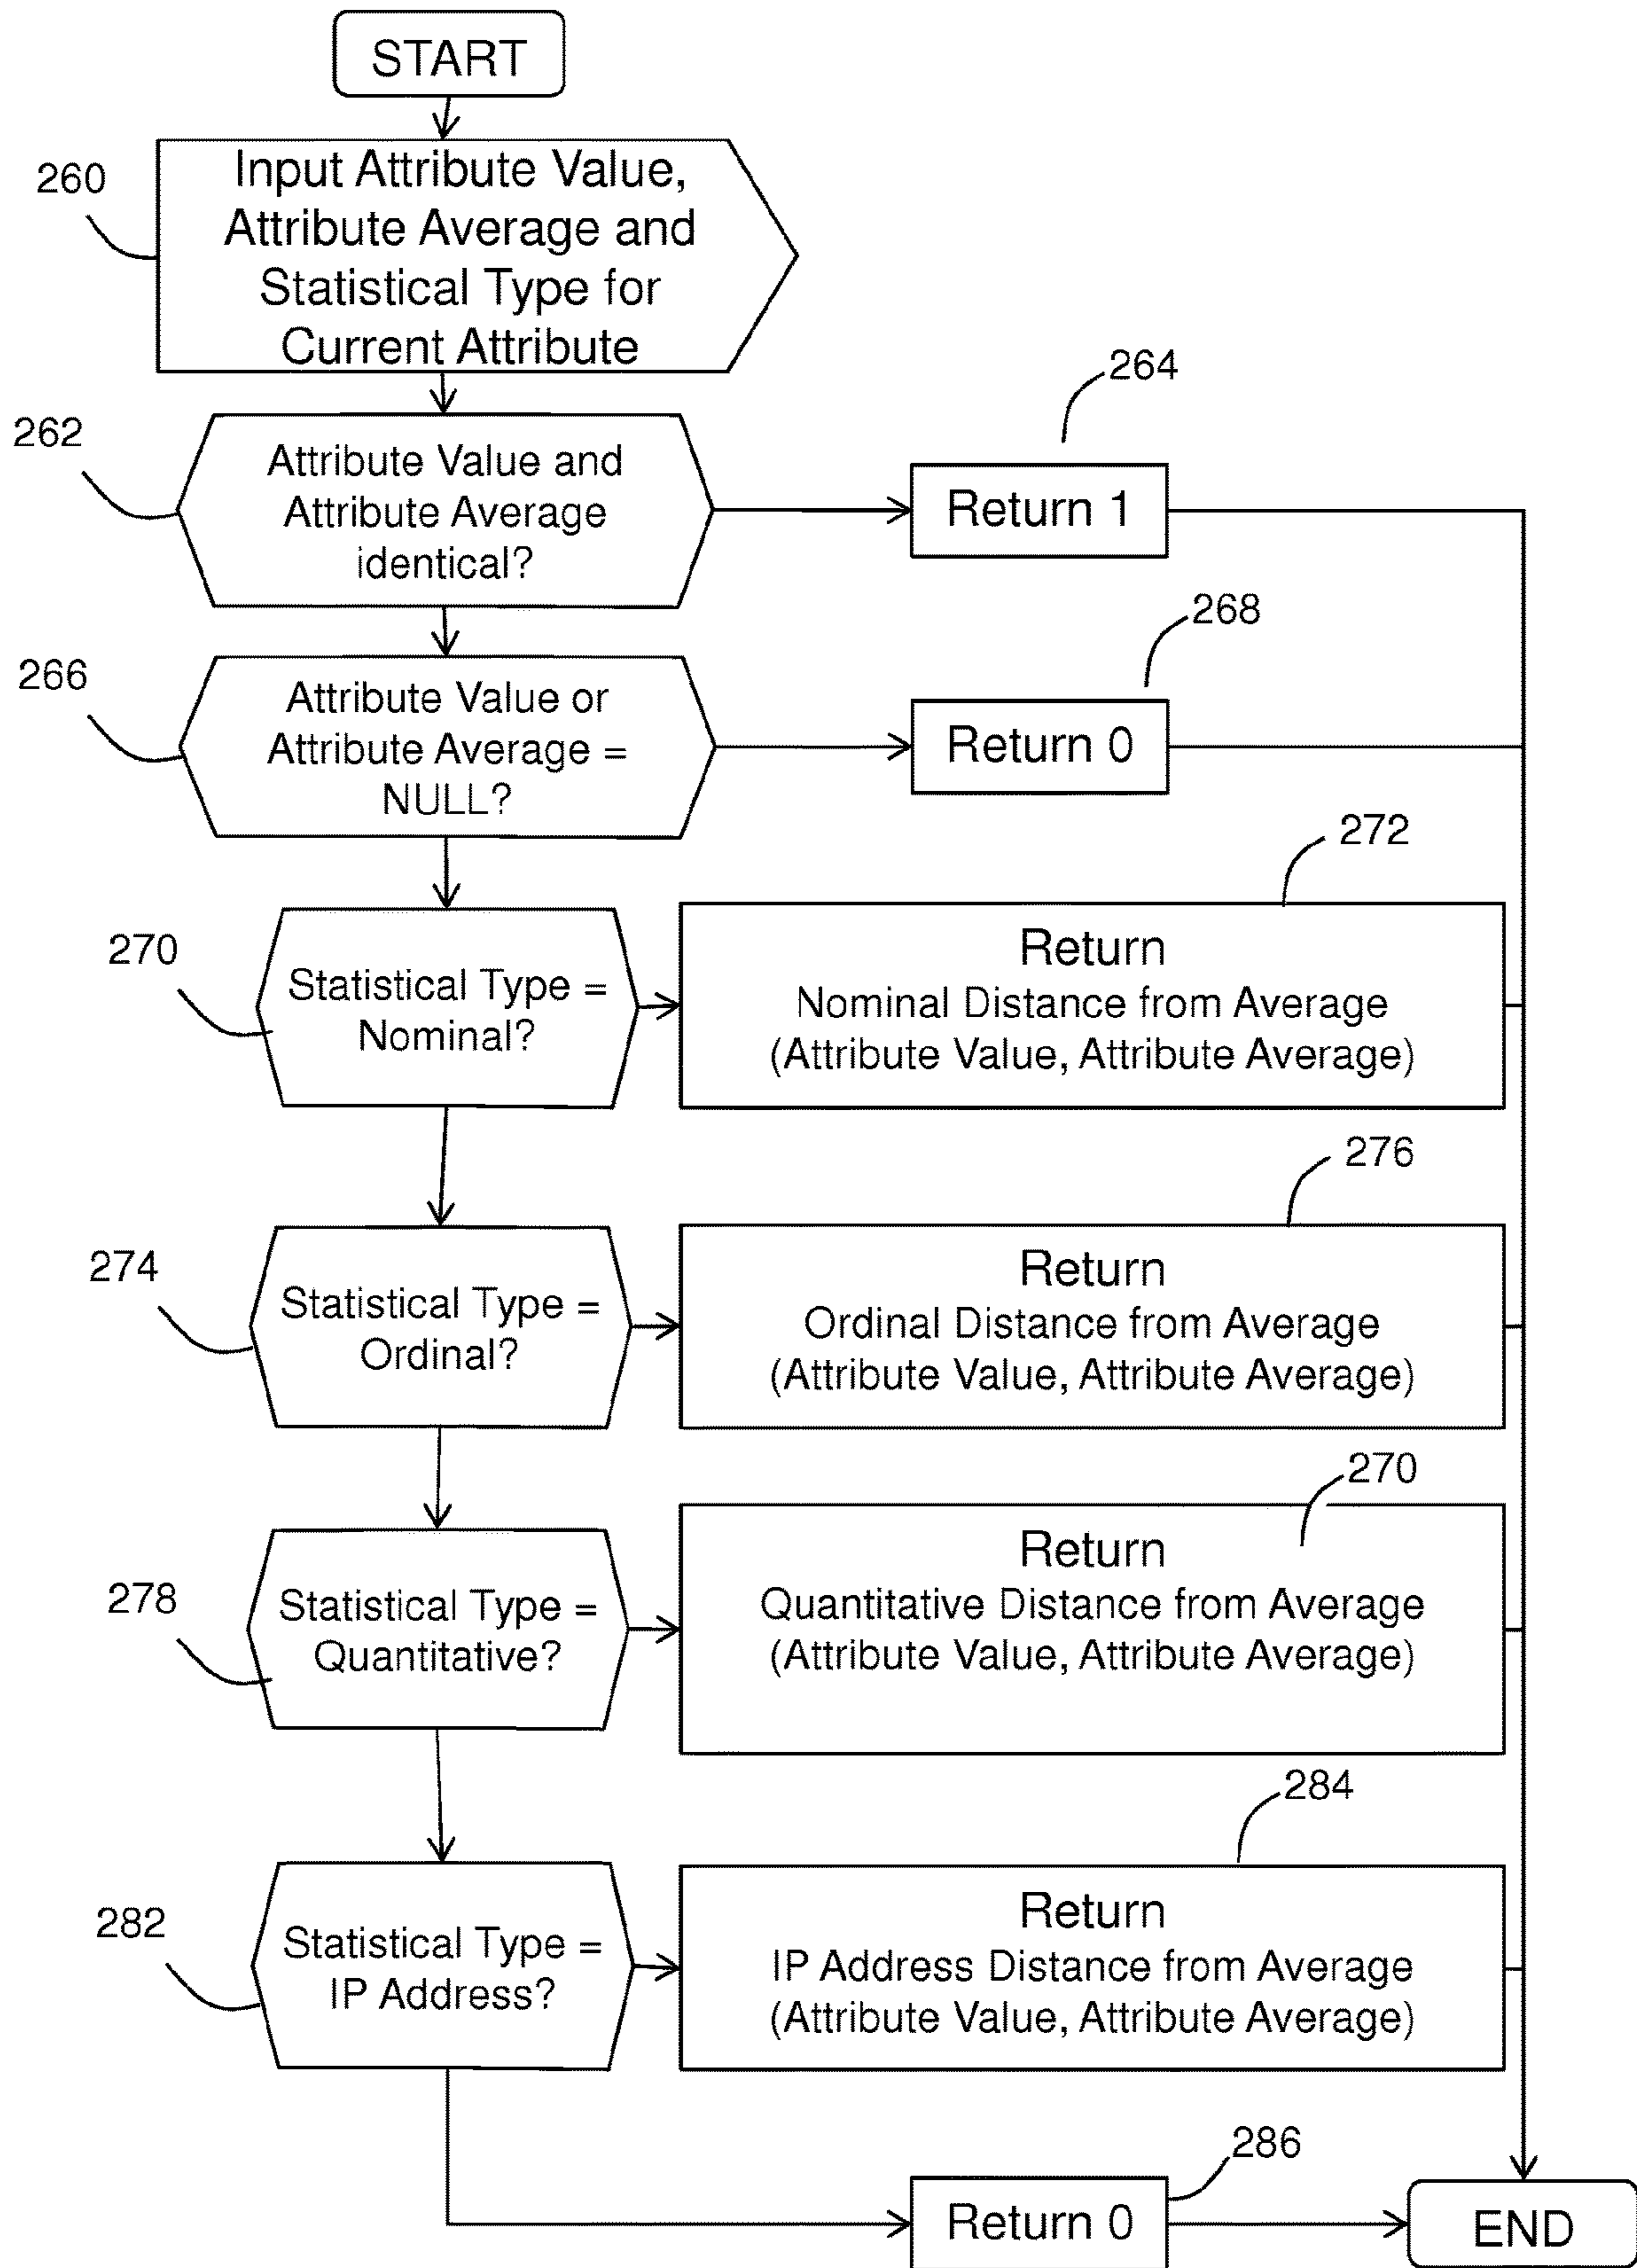 START
260
Input Attribute Value,
Attribute Average and
Statistical Type for
Current Attribute
262
Attribute Value and
Attribute Average
identical?
264
Return 1
266
Attribute Value or
Attribute Average =
NULL?
268
Return 0
270
Statistical Type =
Nominal?
272
Return
Nominal Distance from Average
(Attribute Value, Attribute Average)
274
Statistical Type =
Ordinal?
276
Return
Ordinal Distance from Average
(Attribute Value, Attribute Average)
278
Statistical Type =
Quantitative?
270
Return
Quantitative Distance from Average
(Attribute Value, Attribute Average)
282
Statistical Type =
IP Address?
284
Return
IP Address Distance from Average
(Attribute Value, Attribute Average)
286
Return 0
END